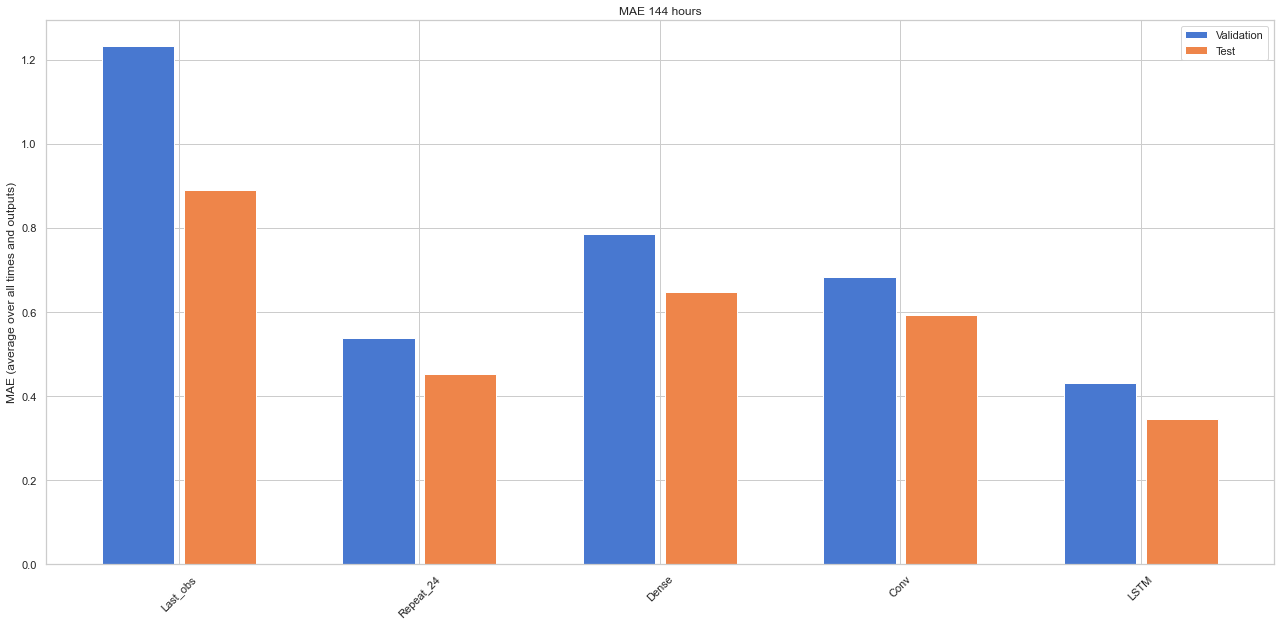 MAE 144 hours
Validation
Test
MAE (average over all times and outputs)
1.2
1.0
0.8
0.6
0.4
0.2
0.0
Last_obs
Repeat_24
Dense
Conv
LSTM